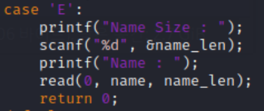 case 'E':
printf("Name Size : ");
scanf("%d", &name_len);
printf("Name : ");
read(0, name, name_len);
return 0;